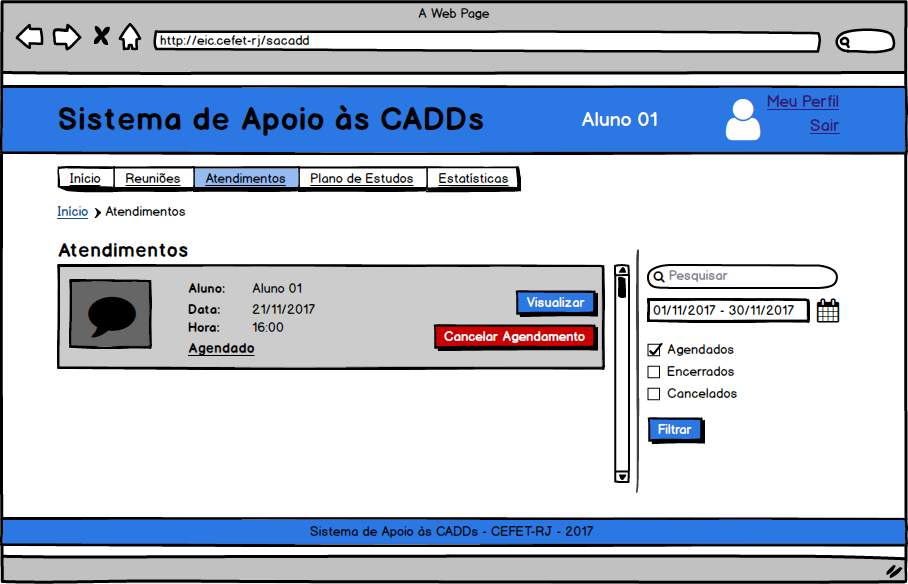 A Web Page
http://eic.cefet-rj/sacadd
Sistema de Apoio às CADDs
Aluno 01
Meu Perfil
Sair
Início Reuniões Atendimentos Plano de Estudos Estatísticas
Início > Atendimentos
Atendimentos
Aluno: Aluno 01
Data: 21/11/2017
Hora: 16:00
Agendado
Visualizar
Cancelar Agendamento
Pesquisar
01/11/2017 - 30/11/2017
Agendados
Encerrados
Cancelados
Filtrar
Sistema de Apoio às CADDs - CEFET-RJ - 2017